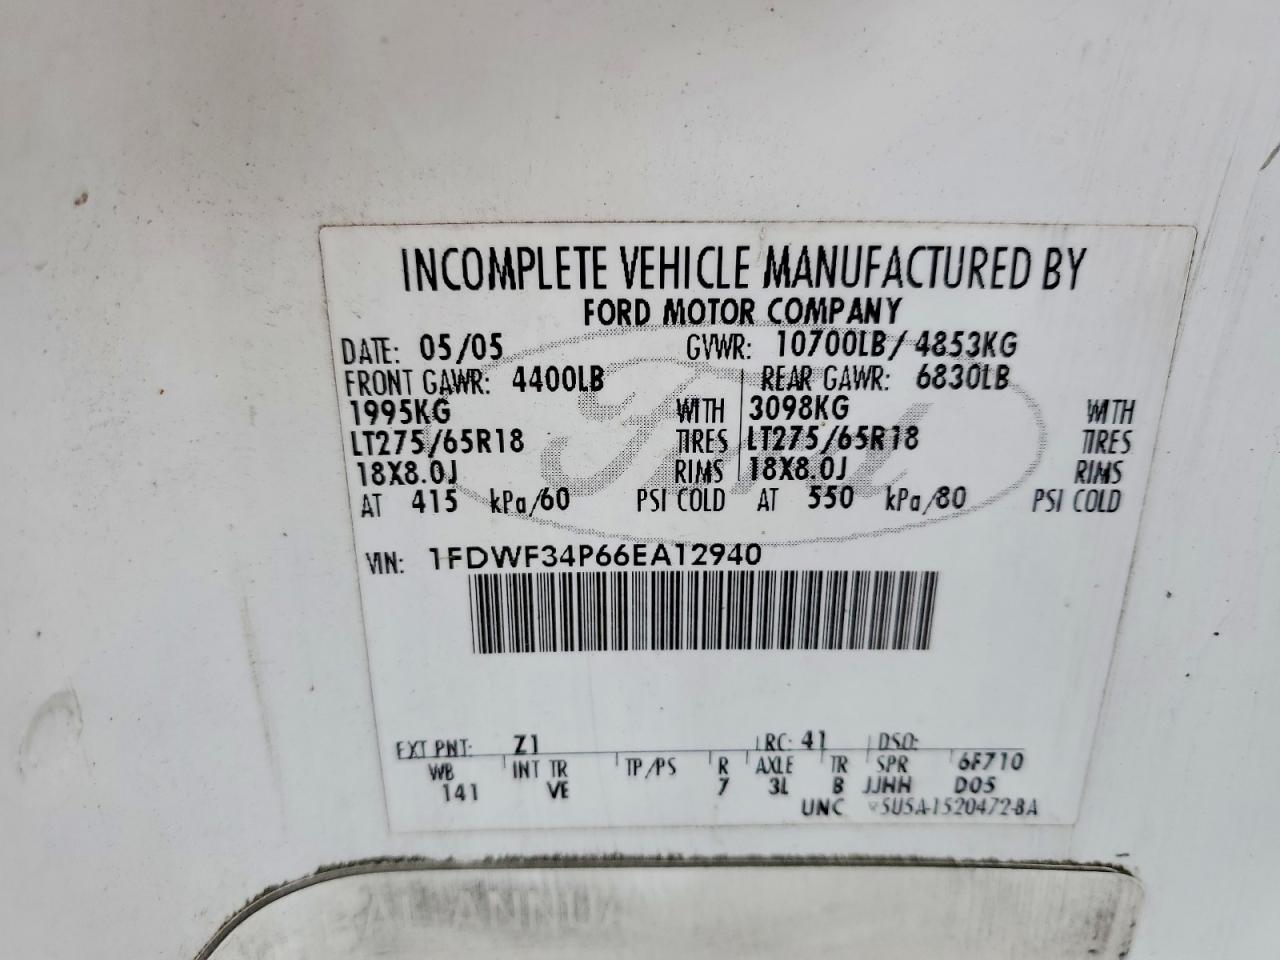 INCOMPLETE VEHICLE MANUFACTURED BY
FORD MOTOR COMPANY
DATE: 05/05 GVWR: 10700LB/ 4853KG
FRONT GAWR: 4400LB REAR GAWR: 6830LB
1995KG WITH 3098KG WITH
LT275/65R18 TIRES LT275/65R18 TIRES
18X8.0J RIMS 18X8.0J RIMS
AT 415 kPa/60 PSI COLD AT 550 kPa/80 PSI COLD
VIN: 1FDWF34P66EA12940
EXT PNT: Z1 RC: 41 DSO:
WB INT TR TP/PS R AXLE TR SPR 6F710
141 VE 7 3L B JJHH D05
UNC 5U5A-1520472-BA
Ford